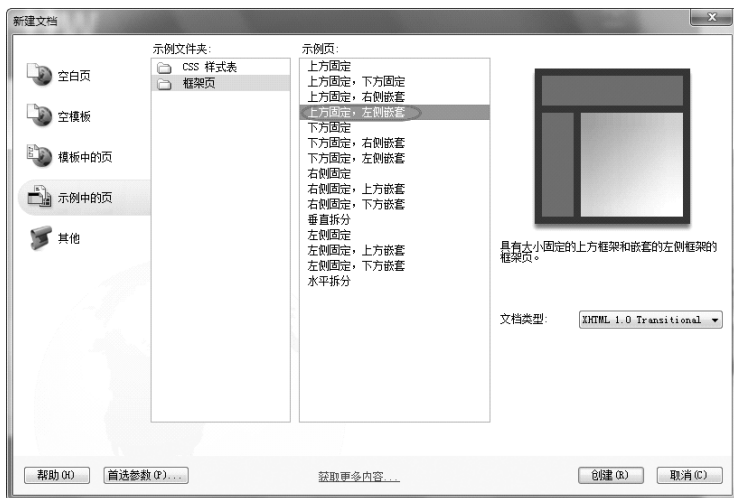 新建文档
空白页
空模板
模板中的页
示例中的页
其他
示例文件夹:
CSS 样式表
框架页
示例页:
上方固定
上方固定，下方固定
上方固定，右侧嵌套
上方固定，左侧嵌套
下方固定
下方固定，右侧嵌套
下方固定，左侧嵌套
右侧固定
右侧固定，上方嵌套
右侧固定，下方嵌套
垂直拆分
左侧固定
左侧固定，上方嵌套
左侧固定，下方嵌套
水平拆分
具有大小固定的上方框架和嵌套的左侧框架的
框架页。
文档类型: XHTML 1.0 Transitional
帮助(H) 首选参数(P)... 获取更多内容... 创建(R) 取消(C)